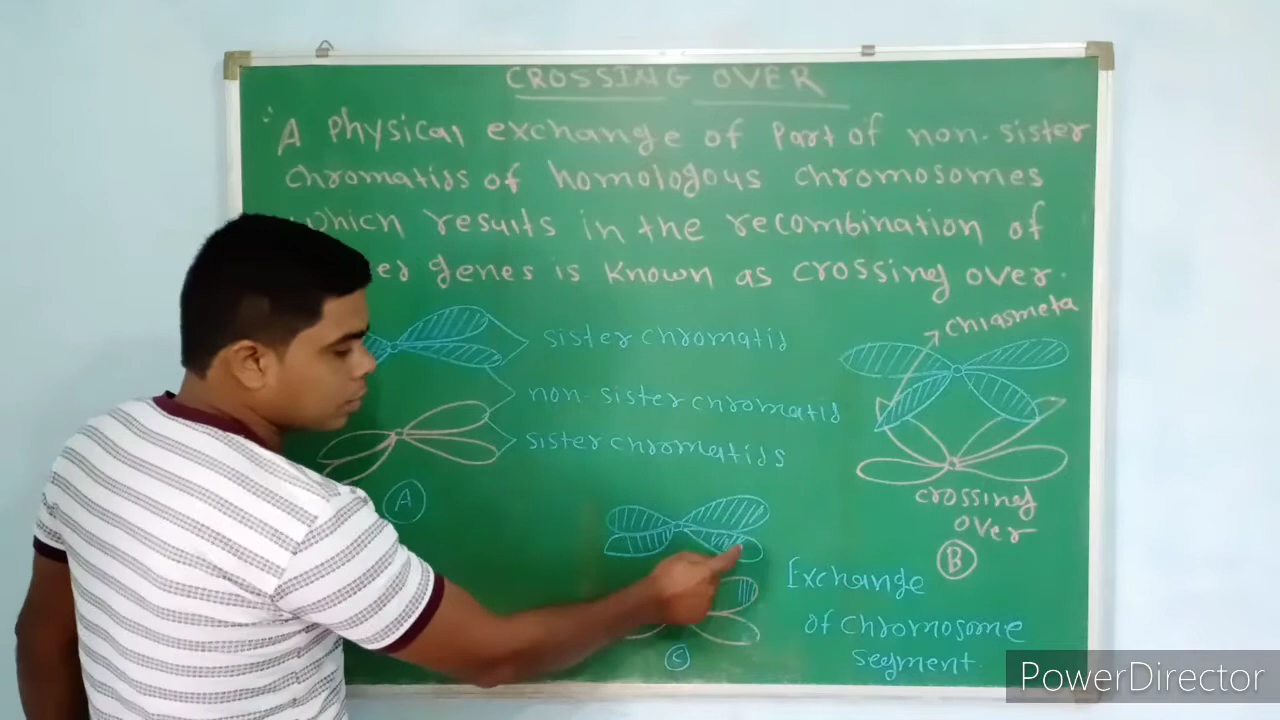 CROSSING OVER
A Physical exchange of Part of non-sister
chromatids of homologous chromosomes
which results in the recombination of
genes is known as crossing over.
chiasmeta
sister chromatid
non-sister chromatid
sister chromatids
crossing
over
A
B
Exchange
of chromosome
segment
C
PowerDirector